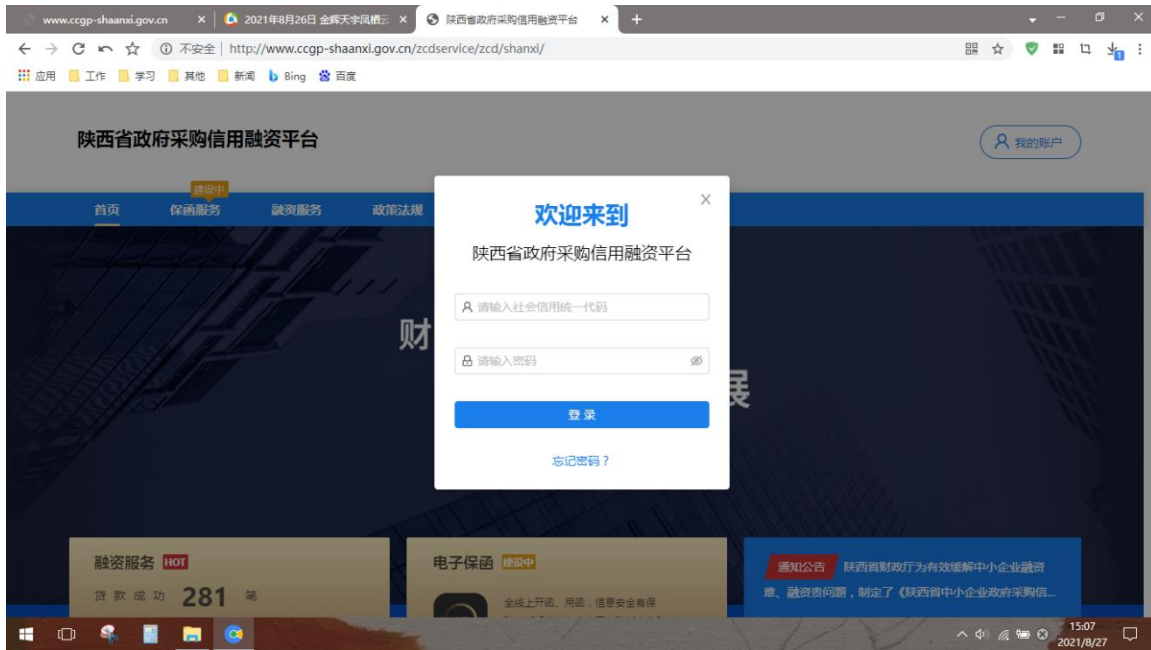 www.ccgp-shaanxi.gov.cn
2021年8月26日 金辉天宇凤栖云
陕西省政府采购信用融资平台
不安全
http://www.ccgp-shaanxi.gov.cn/zcdservice/zcd/shanxi/
1
应用
工作
学习
其他
新闻
Bing
百度
陕西省政府采购信用融资平台
我的账户
建设中
首页
保函服务
融资服务
政策法规
欢迎来到
陕西省政府采购信用融资平台
请输入社会信用统一代码
请输入密码
登录
忘记密码？
财
展
融资服务 HOT
贷款成功 281 笔
电子保函 建设中
全线上开函、用函，信息安全有保
通知公告 陕西省财政厅为有效缓解中小企业融资
难、融资贵问题，制定了《陕西省中小企业政府采购信...
15:07
2021/8/27